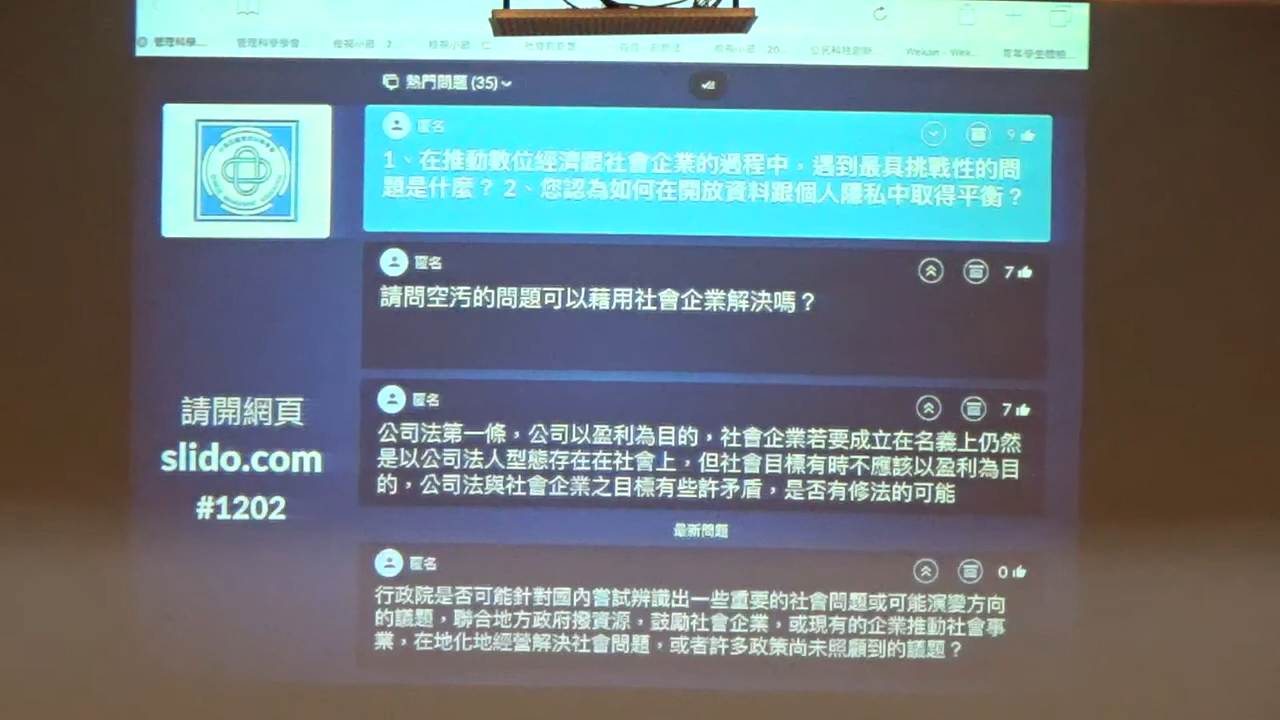 管理科學...
管理科學學會...
Wekan – Wek...
熱門問題 (35)
匿名
9
1、在推動數位經濟跟社會企業的過程中，遇到最具挑戰性的問
題是什麼？ 2、您認為如何在開放資料跟個人隱私中取得平衡？
匿名
7
請問空汚的問題可以藉用社會企業解決嗎？
匿名
7
公司法第一條，公司以盈利為目的，社會企業若要成立在名義上仍然
是以公司法人型態存在在社會上，但社會目標有時不應該以盈利為目
的，公司法與社會企業之目標有些許矛盾，是否有修法的可能
請開網頁
slido.com
#1202
最新問題
匿名
0
行政院是否可能針對國內嘗試辨識出一些重要的社會問題或可能演變方向
的議題，聯合地方政府撥資源，鼓勵社會企業，或現有的企業推動社會事
業，在地化地經營解決社會問題，或者許多政策尚未照顧到的議題？